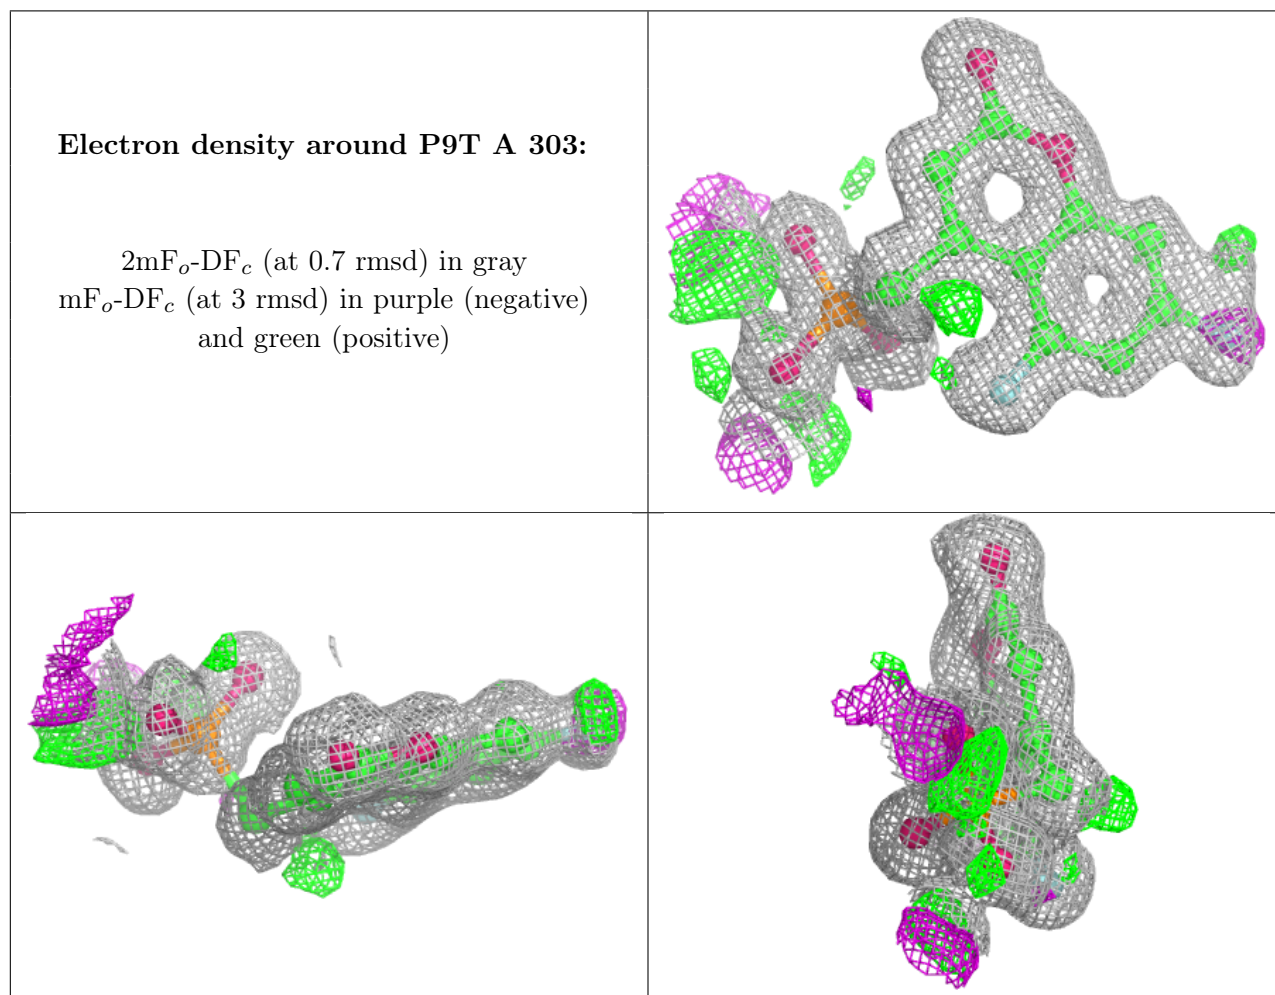 Electron density around P9T A 303:
2mFo-DFc (at 0.7 rmsd) in gray
mFo-DFc (at 3 rmsd) in purple (negative)
and green (positive)